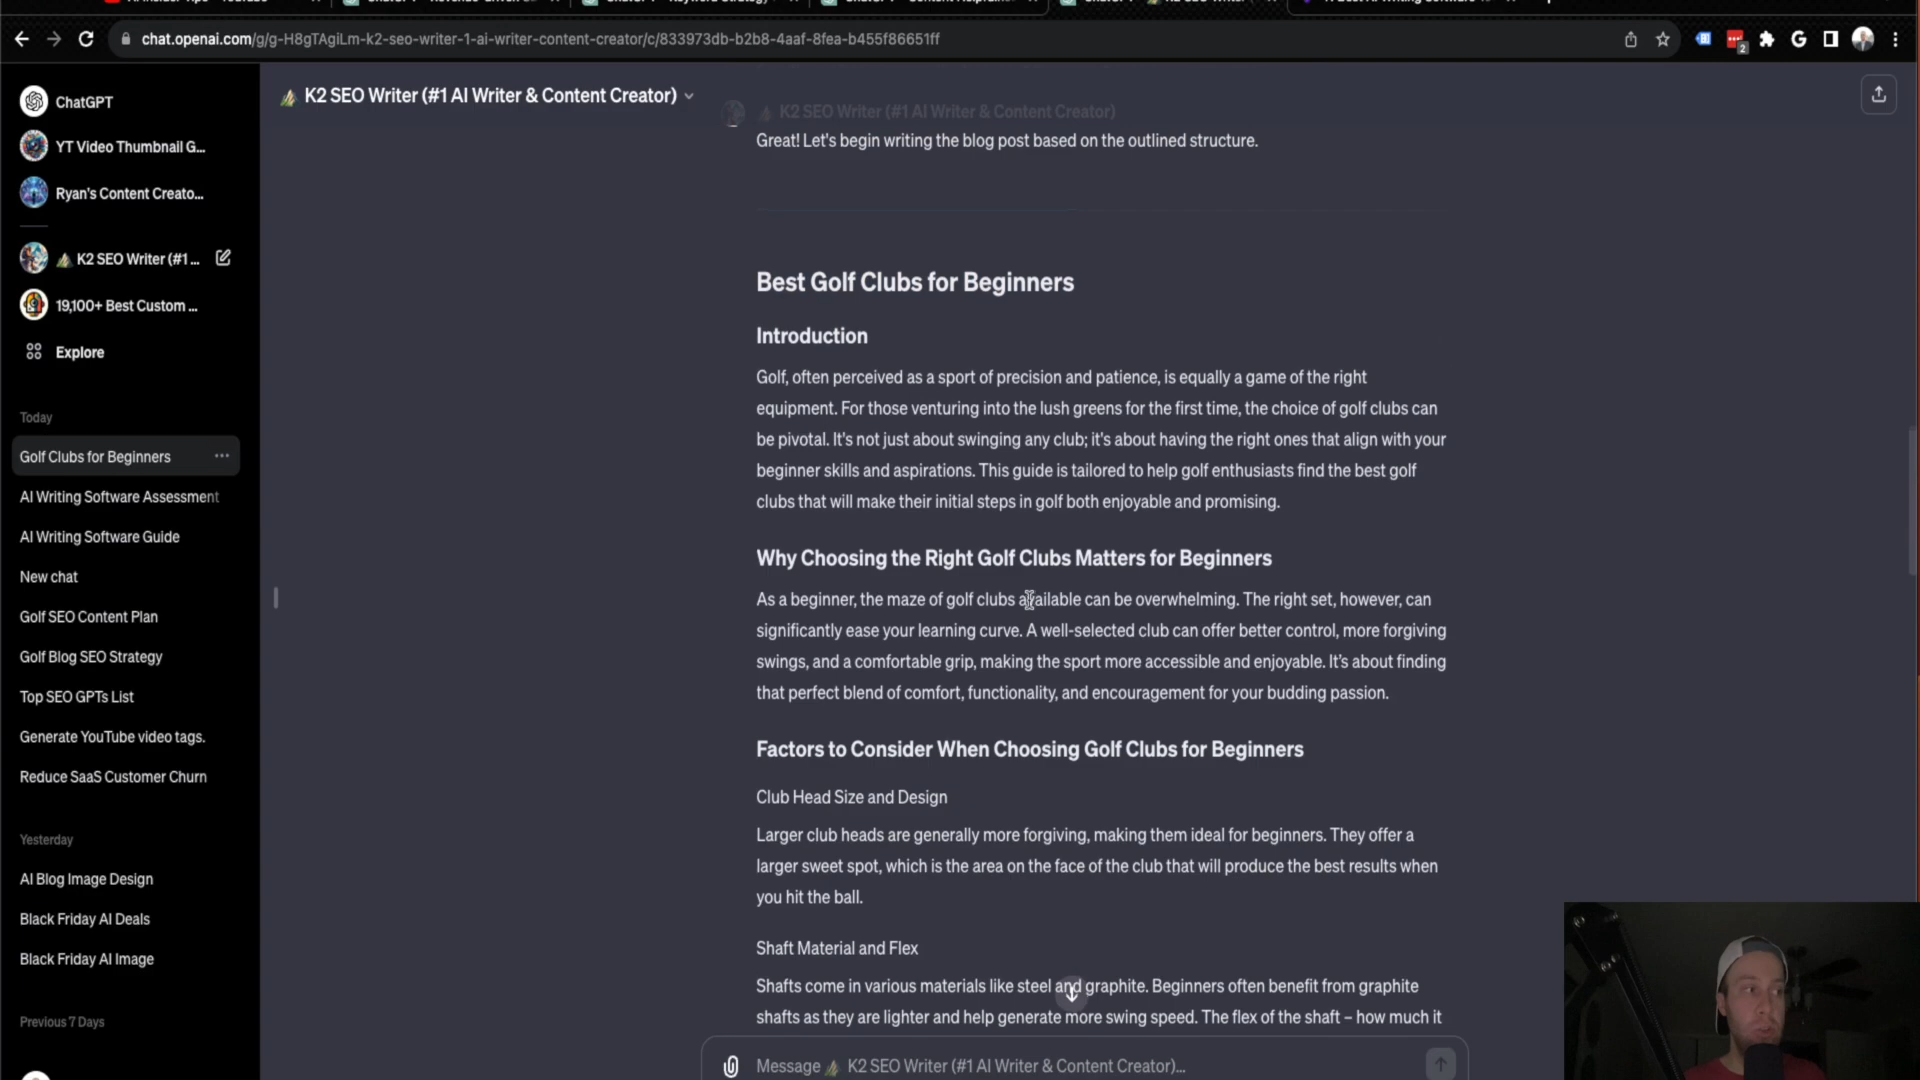 chat.openai.com/g/g-H8gTAgiLm-k2-seo-writer-1-ai-writer-content-creator/c/833973db-b2b8-4aaf-8fea-b455f86651ff
2
ChatGPT
YT Video Thumbnail G...
Ryan's Content Creato...
K2 SEO Writer (#1 ...
19,100+ Best Custom ...
Explore
Today
Golf Clubs for Beginners
AI Writing Software Assessment
AI Writing Software Guide
New chat
Golf SEO Content Plan
Golf Blog SEO Strategy
Top SEO GPTs List
Generate YouTube video tags.
Reduce SaaS Customer Churn
Yesterday
AI Blog Image Design
Black Friday AI Deals
Black Friday AI Image
Previous 7 Days
K2 SEO Writer (#1 AI Writer & Content Creator)
K2 SEO Writer (#1 AI Writer & Content Creator)
Great! Let's begin writing the blog post based on the outlined structure.
Best Golf Clubs for Beginners
Introduction
Golf, often perceived as a sport of precision and patience, is equally a game of the right
equipment. For those venturing into the lush greens for the first time, the choice of golf clubs can
be pivotal. It's not just about swinging any club; it's about having the right ones that align with your
beginner skills and aspirations. This guide is tailored to help golf enthusiasts find the best golf
clubs that will make their initial steps in golf both enjoyable and promising.
Why Choosing the Right Golf Clubs Matters for Beginners
As a beginner, the maze of golf clubs available can be overwhelming. The right set, however, can
significantly ease your learning curve. A well-selected club can offer better control, more forgiving
swings, and a comfortable grip, making the sport more accessible and enjoyable. It's about finding
that perfect blend of comfort, functionality, and encouragement for your budding passion.
Factors to Consider When Choosing Golf Clubs for Beginners
Club Head Size and Design
Larger club heads are generally more forgiving, making them ideal for beginners. They offer a
larger sweet spot, which is the area on the face of the club that will produce the best results when
you hit the ball.
Shaft Material and Flex
Shafts come in various materials like steel and graphite. Beginners often benefit from graphite
shafts as they are lighter and help generate more swing speed. The flex of the shaft – how much it
Message K2 SEO Writer (#1 AI Writer & Content Creator)...